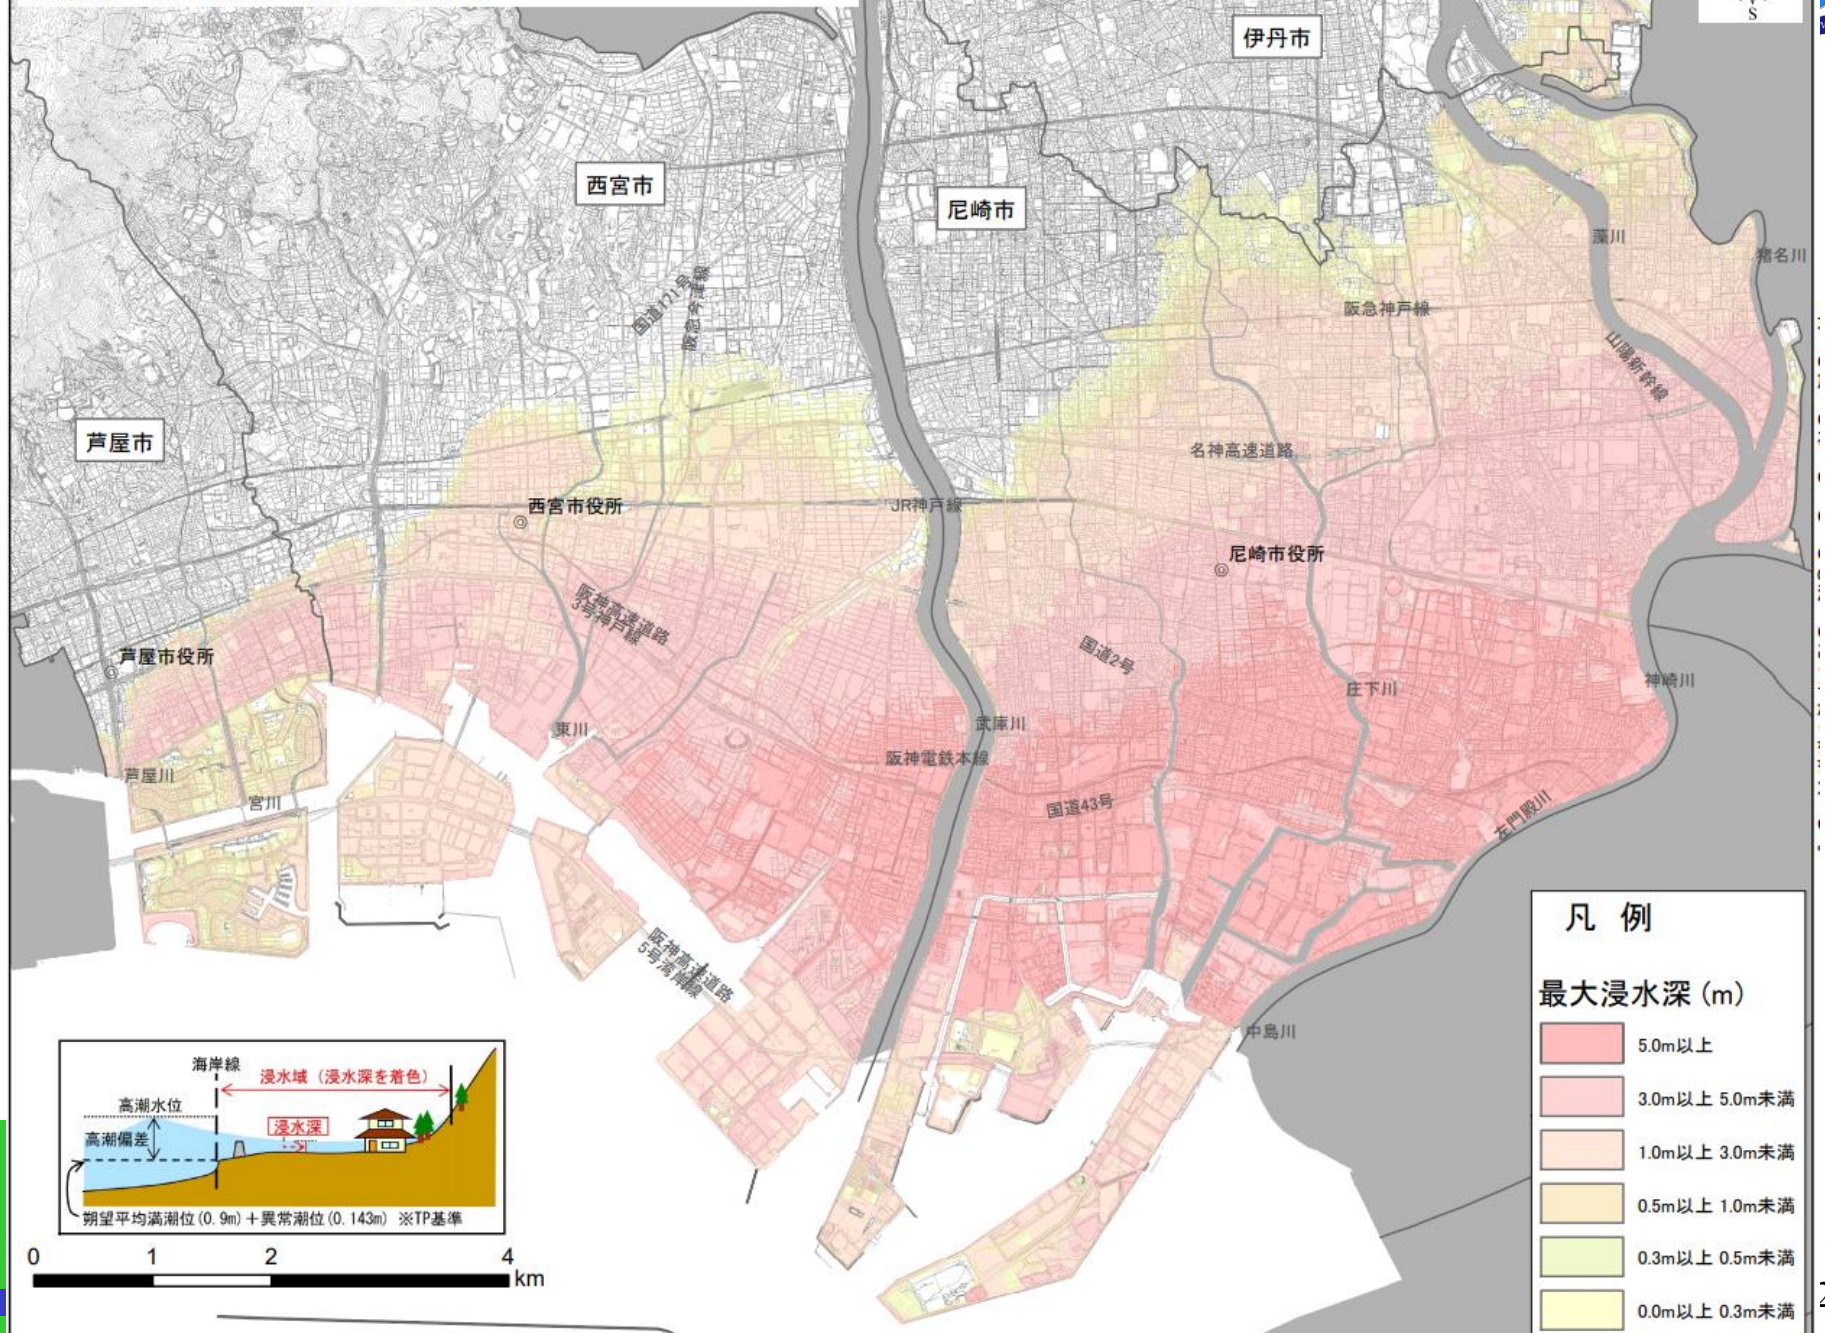 S
伊丹市
西宮市
尼崎市
藻川
猪名川
国道171号
阪急今津線
阪急神戸線
山陽新幹線
芦屋市
名神高速道路
西宮市役所
JR神戸線
尼崎市役所
阪神高速道路
3号神戸線
国道2号
芦屋市役所
庄下川
神崎川
東川
武庫川
阪神電鉄本線
芦屋川
宮川
国道43号
左門殿川
阪神高速道路
5号湾岸線
中島川
凡 例
最大浸水深(m)
5.0m以上
3.0m以上 5.0m未満
1.0m以上 3.0m未満
0.5m以上 1.0m未満
0.3m以上 0.5m未満
0.0m以上 0.3m未満
海岸線
浸水域(浸水深を着色)
高潮水位
高潮偏差
浸水深
朔望平均満潮位(0.9m)+異常潮位(0.143m) ※TP基準
0 1 2 4
km